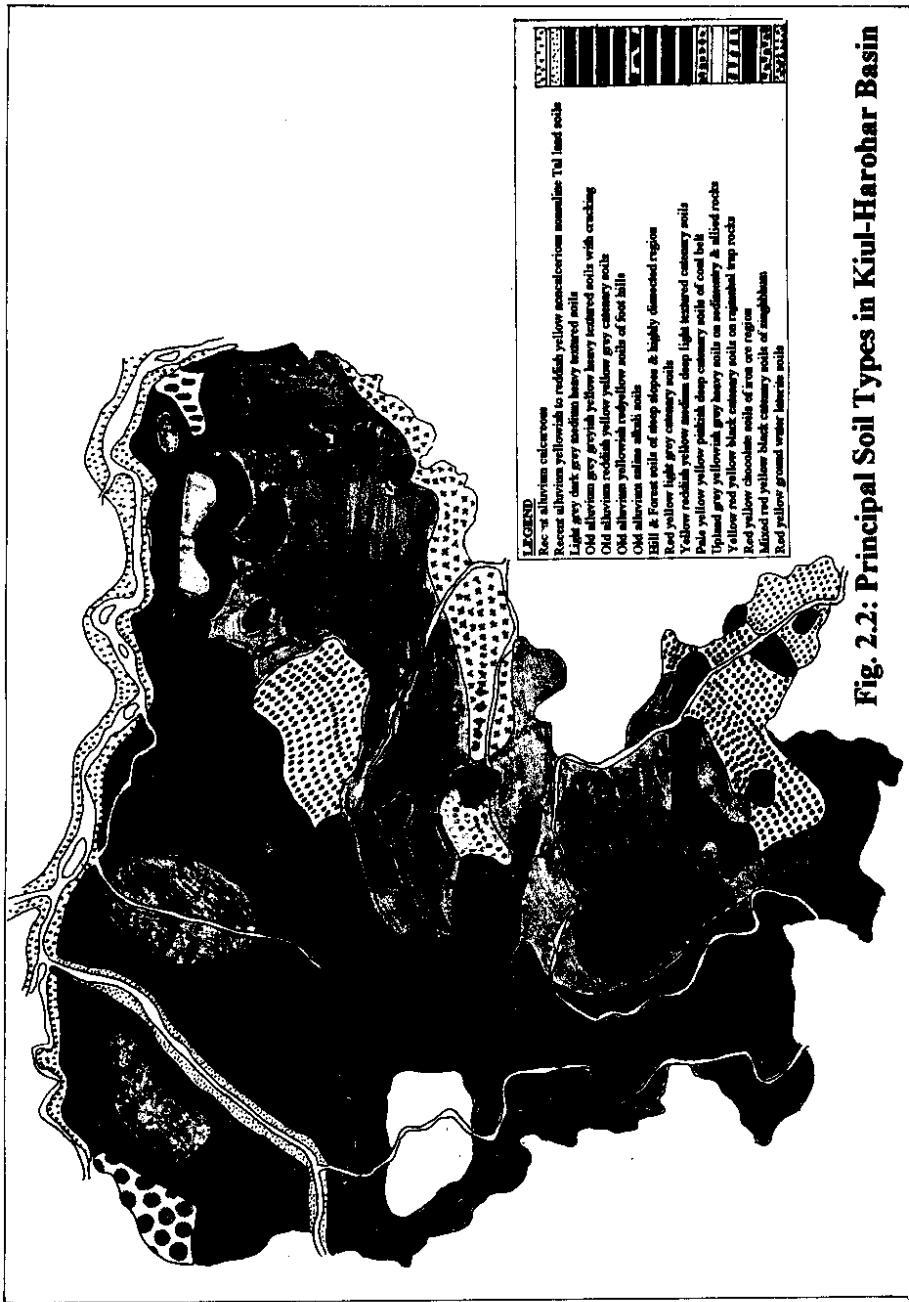 LEGEND
Recent alluvium calcareous
Recent alluvium yellowish to reddish yellow noncalcerious nonsaline Tal land soils
Light grey dark grey medium heavy textured soils
Old alluvium grey greyish yellow heavy textured soils with cracking
Old alluvium reddish yellow yellow grey catenary soils
Old alluvium yellowish redyellow soils of foot hills
Old alluvium saline alkali soils
Hill & Forest soils of steep slopes & highly dissected region
Red yellow light grey catenary soils
Yellow reddish yellow medium deep light textured catenary soils
Pale yellow yellow pinkish deep catenary soils of coal belt
Upland grey yellowish grey heavy soils on sedimentry & allied rocks
Yellow red yellow black catenary soils on rajmahal trap rocks
Red yellow chocolate soils of iron ore region
Mixed red yellow black catenary soils of singhbhum
Red yellow ground water laterite soils
Fig. 2.2: Principal Soil Types in Kiul-Harohar Basin